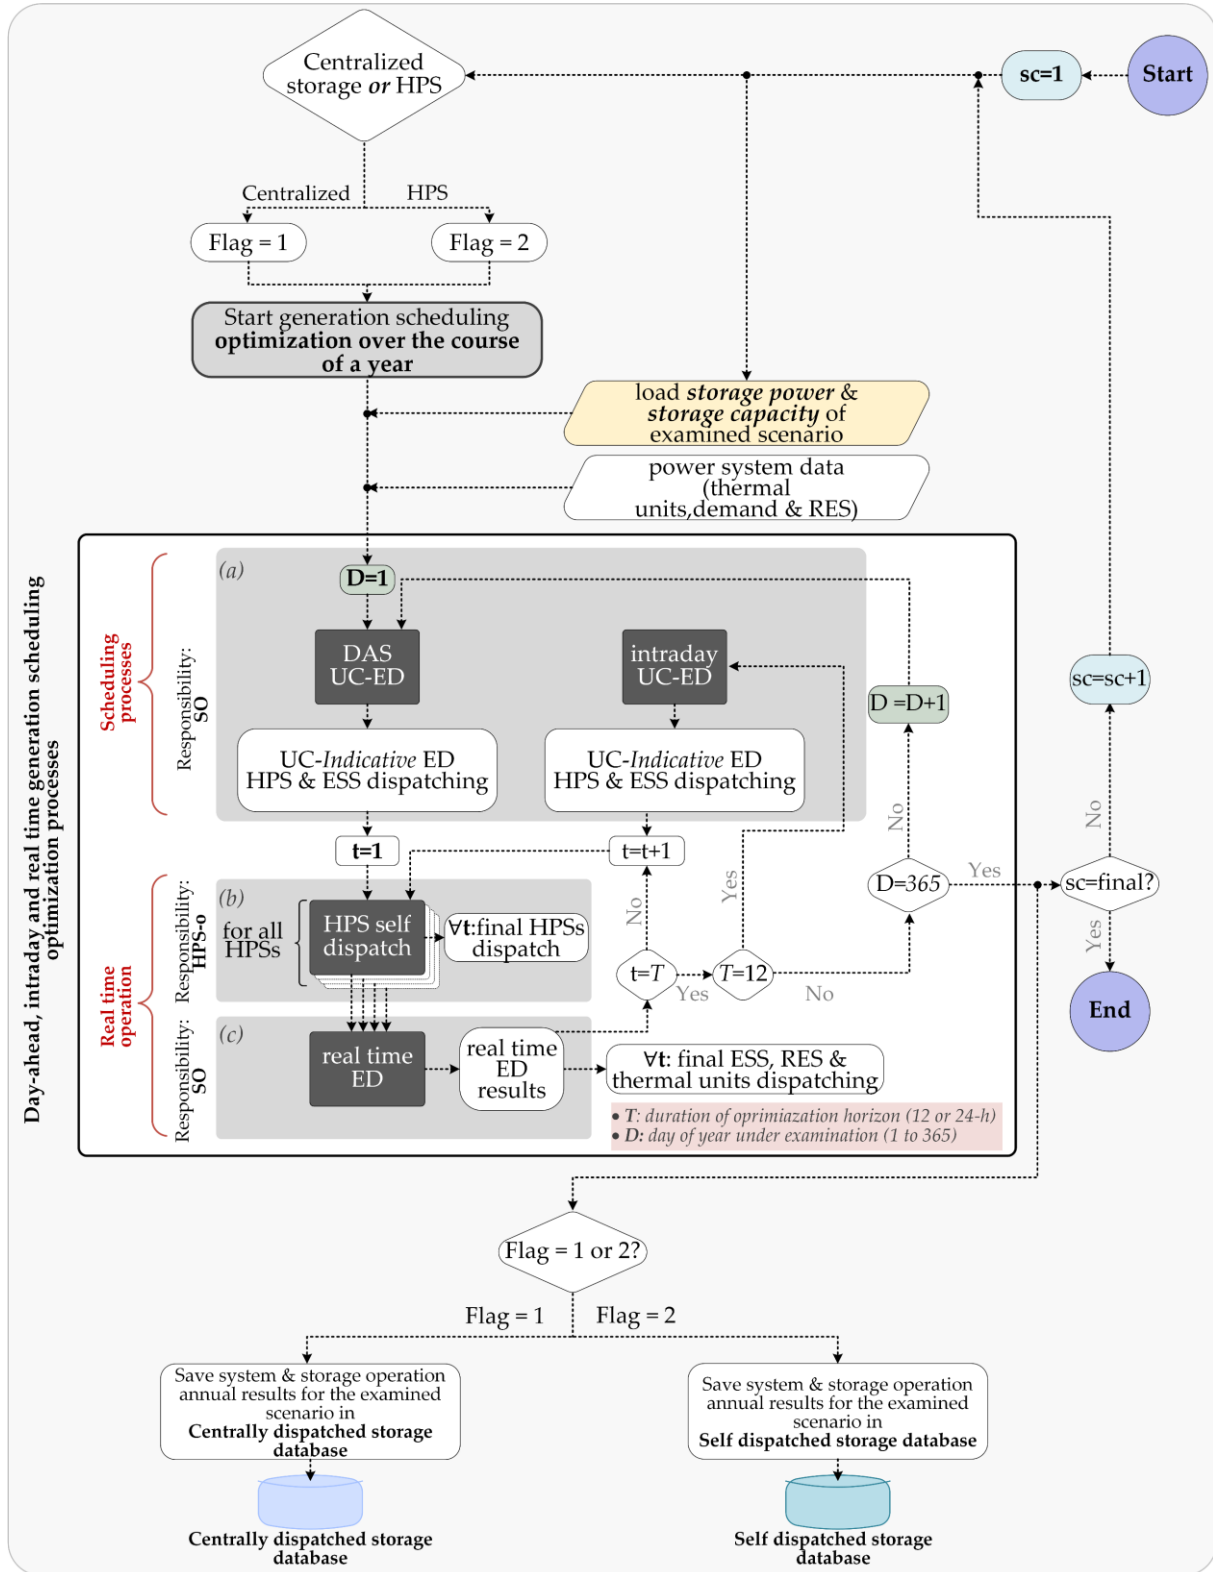 Start
sc=1
Centralized
storage or HPS
Centralized
HPS
Flag = 1
Flag = 2
Start generation scheduling
optimization over the course
of a year
load storage power &
storage capacity of
examined scenario
power system data
(thermal
units,demand & RES)
Day-ahead, intraday and real time generation scheduling
optimization processes
Scheduling
processes
Responsibility:
SO
(a)
D=1
DAS
UC-ED
intraday
UC-ED
UC-Indicative ED
HPS & ESS dispatching
UC-Indicative ED
HPS & ESS dispatching
D =D+1
sc=sc+1
No
No
t=1
t=t+1
D=365
Yes
sc=final?
Yes
End
Real time
operation
Responsibility:
HPS-o
(b)
for all
HPSs
HPS self
dispatch
∀t:final HPSs
dispatch
No
Yes
t=T
Yes
T=12
No
Responsibility:
SO
(c)
real time
ED
real time
ED
results
∀t: final ESS, RES &
thermal units dispatching
• T: duration of oprimiazation horizon (12 or 24-h)
• D: day of year under examination (1 to 365)
Flag = 1 or 2?
Flag = 1
Flag = 2
Save system & storage operation
annual results for the examined
scenario in
Centrally dispatched storage
database
Save system & storage operation
annual results for the examined
scenario in
Self dispatched storage database
Centrally dispatched storage
database
Self dispatched storage
database